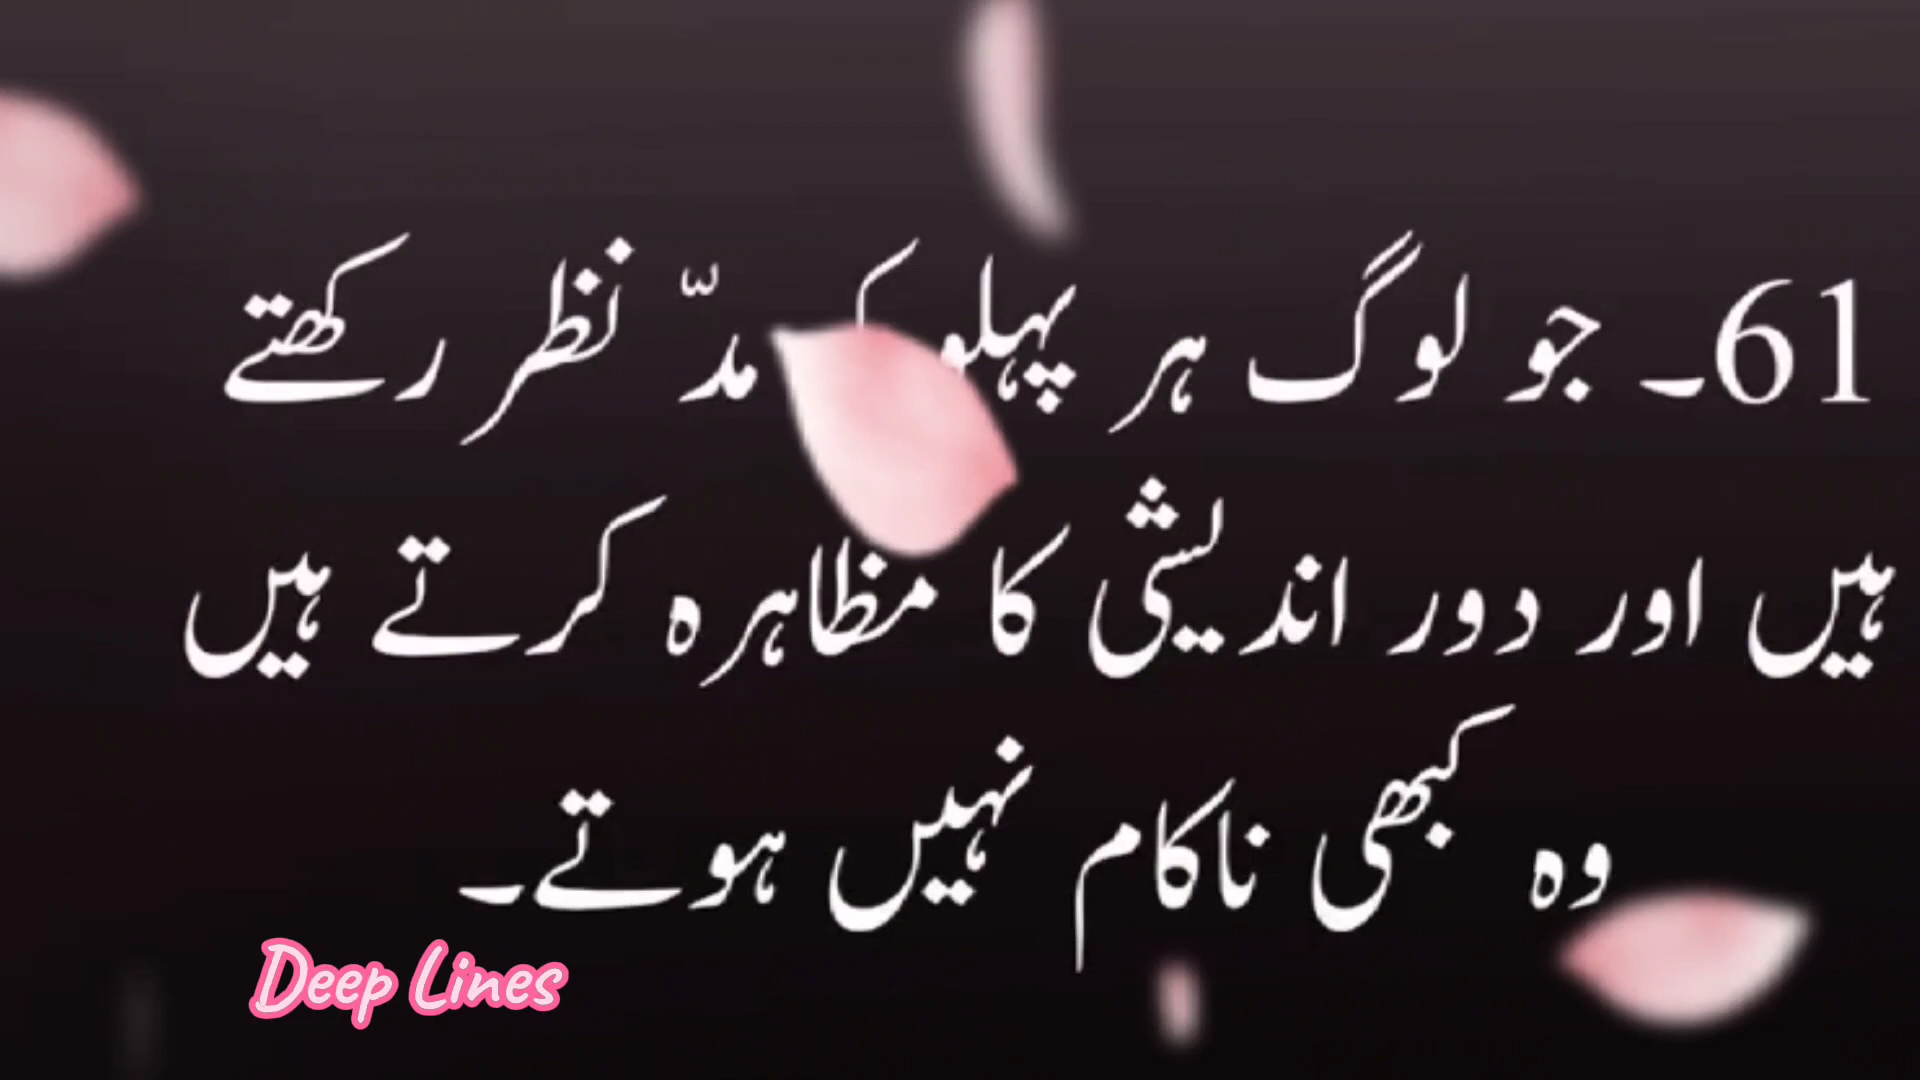 61۔ جو لوگ ہر پہلو مدّ نظر رکھتے
ہیں اور دور اندیشی کا مظاہرہ کرتے ہیں
وہ کبھی ناکام نہیں ہوتے۔
Deep Lines